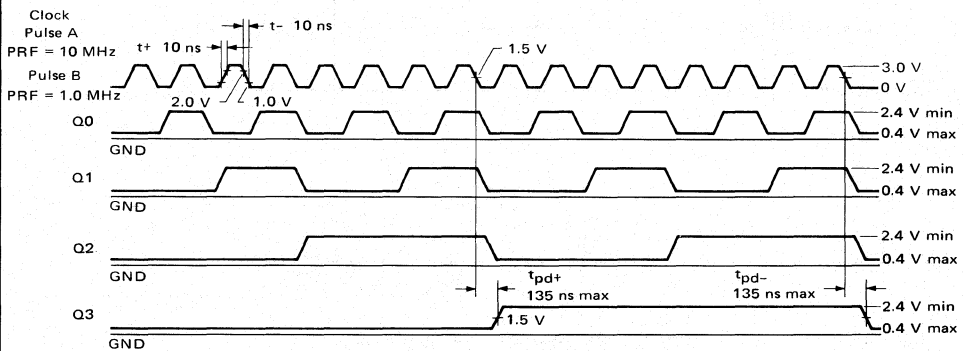 Clock
Pulse A
PRF = 10 MHz
t+ 10 ns
t− 10 ns
1.5 V
Pulse B
PRF = 1.0 MHz
2.0 V
1.0 V
3.0 V
0 V
Q0
2.4 V min
0.4 V max
GND
Q1
2.4 V min
0.4 V max
GND
Q2
2.4 V min
0.4 V max
GND
tpd+
135 ns max
tpd−
135 ns max
Q3
1.5 V
2.4 V min
0.4 V max
GND